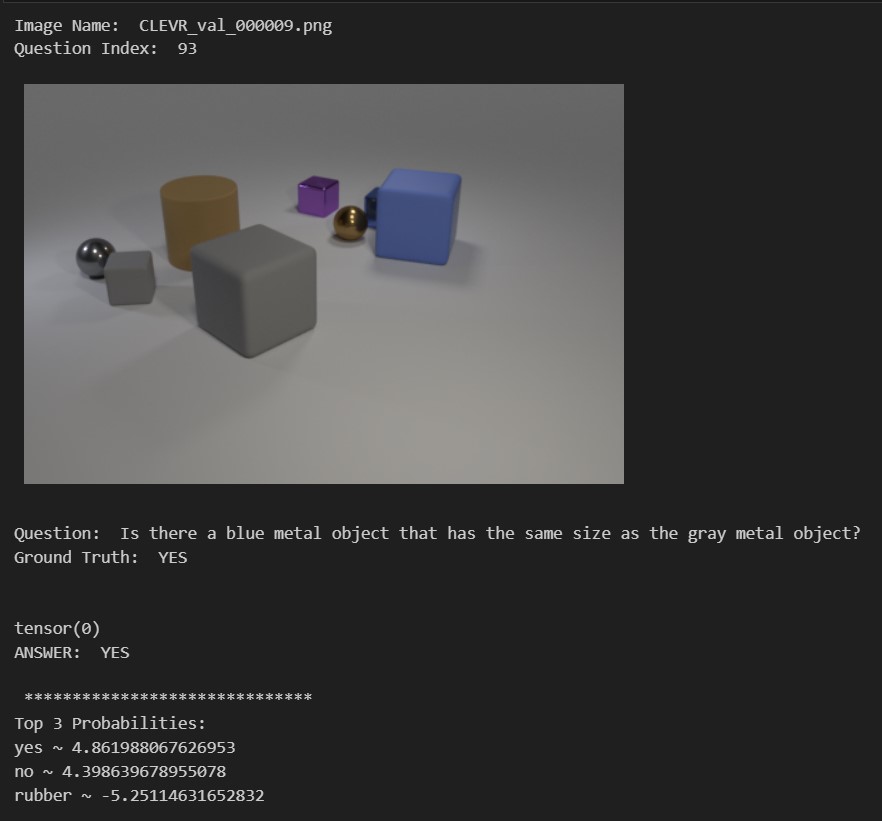 Image Name:  CLEVR_val_000009.png
Question Index:  93
Question:  Is there a blue metal object that has the same size as the gray metal object?
Ground Truth:  YES
tensor(0)
ANSWER:  YES
******************************
Top 3 Probabilities:
yes ~ 4.861988067626953
no ~ 4.398639678955078
rubber ~ -5.25114631652832